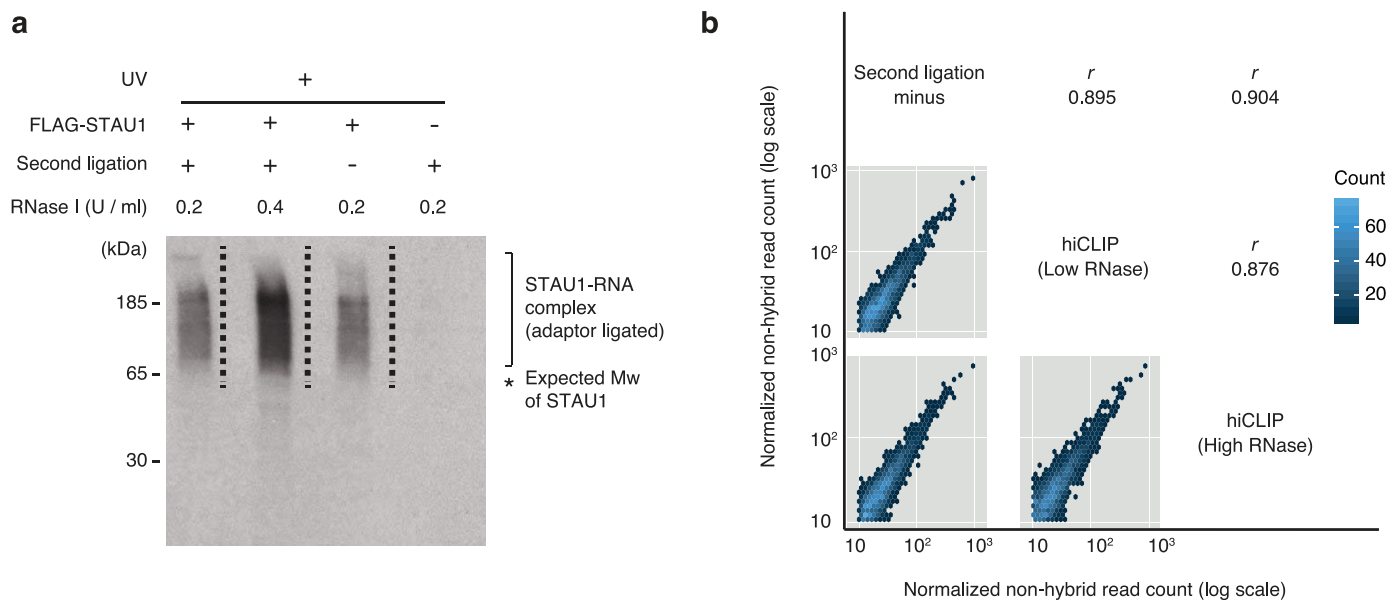 a
UV +
FLAG-STAU1 + + + -
Second ligation + + - +
RNase I (U / ml) 0.2 0.4 0.2 0.2
(kDa)
185
65
30
STAU1-RNA
complex
(adaptor ligated)
* Expected Mw
of STAU1
b
Normalized non-hybrid read count (log scale)
Second ligation
minus
r
0.895
r
0.904
10³
10²
10
hiCLIP
(Low RNase)
r
0.876
10³
10²
10
hiCLIP
(High RNase)
10 10² 10³ 10 10² 10³
Normalized non-hybrid read count (log scale)
Count
60
40
20